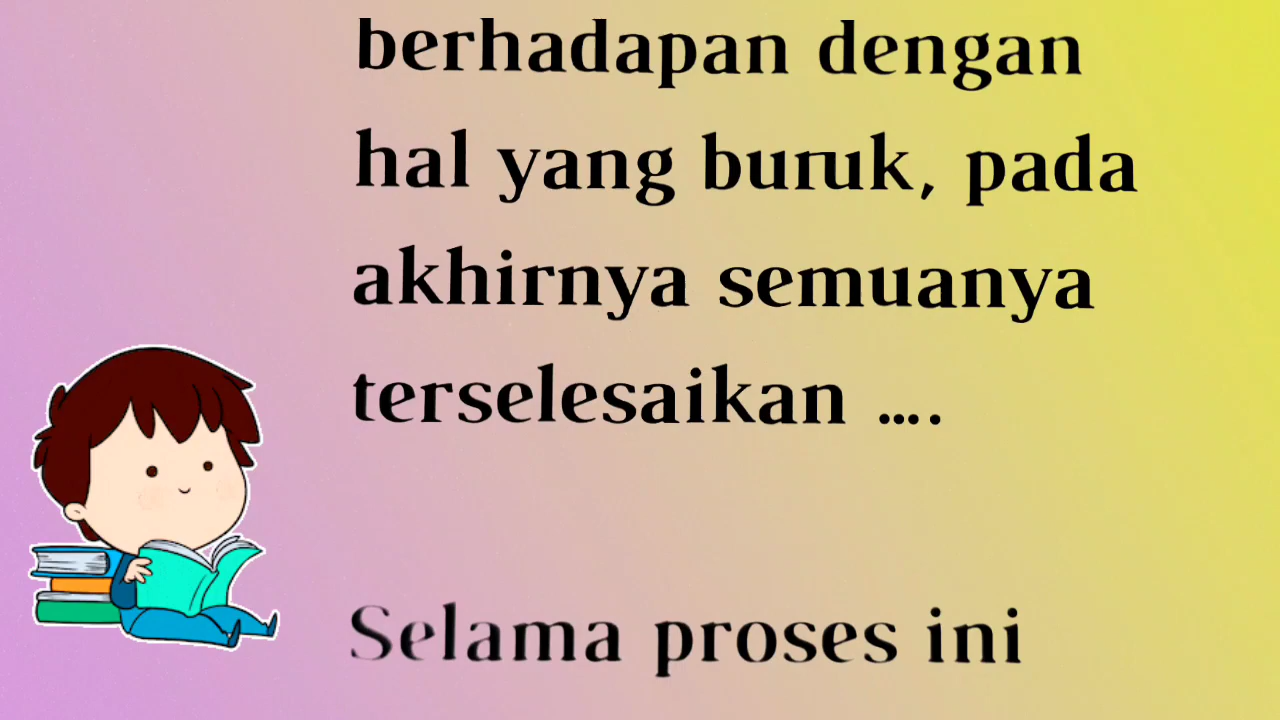 berhadapan dengan
hal yang buruk, pada
akhirnya semuanya
terselesaikan ....
Selama proses ini